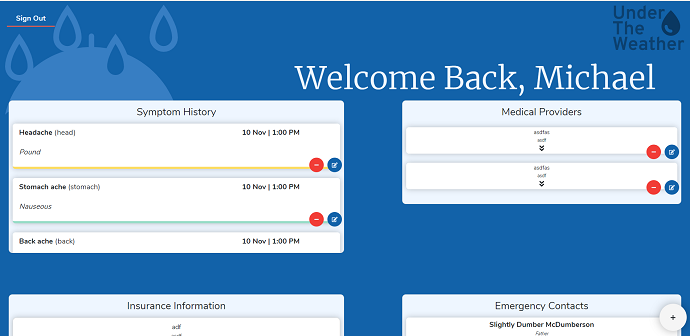 Sign Out
Under
The
Weather
Welcome Back, Michael
Symptom History
Headache (head) 10 Nov | 1:00 PM
Pound
Stomach ache (stomach) 10 Nov | 1:00 PM
Nauseous
Back ache (back) 10 Nov | 1:00 PM
Medical Providers
asdfas
asdf
asdfas
asdf
Insurance Information
adf
Emergency Contacts
Slightly Dumber McDumberson
Father
+